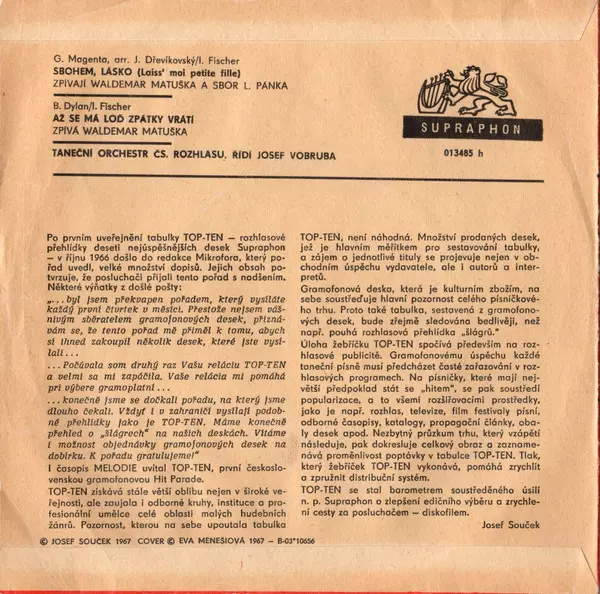 G. Magenta, arr. J. Dřevíkovský/I. Fischer
SBOHEM, LÁSKO (Laiss' moi petite fille)
ZPÍVAJÍ WALDEMAR MATUŠKA A SBOR L. PÁNKA
B. Dylan/I. Fischer
AŽ SE MÁ LOĎ ZPÁTKY VRÁTÍ
ZPÍVÁ WALDEMAR MATUŠKA
TANEČNÍ ORCHESTR ČS. ROZHLASU, ŘÍDÍ JOSEF VOBRUBA
SUPRAPHON
013485 h
Po prvním uveřejnění tabulky TOP-TEN – rozhlasové
přehlídky deseti nejúspěšnějších desek Supraphon
– v říjnu 1966 došlo do redakce Mikrofora, který po-
řad uvedl, velké množství dopisů. Jejich obsah po-
tvrzuje, že posluchači přijali tento pořad s nadšením.
Některé výňatky z došlé pošty:
„...byl jsem překvapen pořadem, který vysíláte
každý první čtvrtek v měsíci. Přestože nejsem váš-
nivým sběratelem gramofonových desek, přizná-
vám se, že tento pořad mě přiměl k tomu, abych
si ihned zakoupil několik desek, které jste vysí-
lali...
...Počúvala som druhý raz Vašu reláciu TOP-TEN
a velmi sa mi zapáčila. Vaše relácia mi pomáhá
pri výbere gramoplatní...
...konečně jsme se dočkali pořadu, na který jsme
dlouho čekali. Vždyť i v zahraničí vysílají podob-
né přehlídky jako je TOP-TEN. Máme konečně
přehled o „šlágrech“ na našich deskách. Vítáme
i možnost objednávky gramofonových desek na
dobírku. K pořadu gratulujeme!“
I časopis MELODIE uvítal TOP-TEN, první českoslo-
venskou gramofonovou Hit Parade.
TOP-TEN získává stále větší oblibu nejen v široké ve-
řejnosti, ale zaujala i odborné kruhy, instituce a pro-
fesionální umělce celé oblasti malých hudebních
žánrů. Pozornost, kterou na sebe upoutala tabulka
TOP-TEN, není náhodná. Množství prodaných desek,
jež je hlavním měřítkem pro sestavování tabulky,
a zájem o jednotlivé tituly se projevuje nejen v ob-
chodním úspěchu vydavatele, ale i autorů a inter-
pretů.
Gramofonová deska, která je kulturním zbožím, na
sebe soustřeďuje hlavní pozornost celého písničkové-
ho trhu. Proto také tabulka, sestavená z gramofono-
vých desek, bude zřejmě sledována bedlivěji, než
např. pouhá rozhlasová přehlídka „šlágrů.“
Úloha žebříčku TOP-TEN spočívá především na roz-
hlasové publicitě. Gramofonovému úspěchu každé
taneční písně musí předcházet časté zařazování v roz-
hlasových programech. Na písničky, které mají nej-
větší předpoklad stát se „hitem“, se pak soustředí
popularizace, a to všemi rozšiřovacími prostředky,
jako je např. rozhlas, televize, film festivaly písní,
odborné časopisy, katalogy, propagační články, oba-
ly desek apod. Nezbytný průzkum trhu, který vzápětí
následuje, pak dokresluje celkový obraz a zaznamená-
vá proměnlivost poptávky v tabulce TOP-TEN. Tlak,
který žebříček TOP-TEN vykonává, pomáhá zrychlit
a zpružnit distribuční systém.
TOP-TEN se stal barometrem soustředěného úsilí
n. p. Supraphon a zlepšení edičního výběru a zrychle-
ní cesty za posluchačem – diskofilem.
Josef Souček
© JOSEF SOUČEK 1967 COVER © EVA MENEŠIOVÁ 1967 – B-03*10656